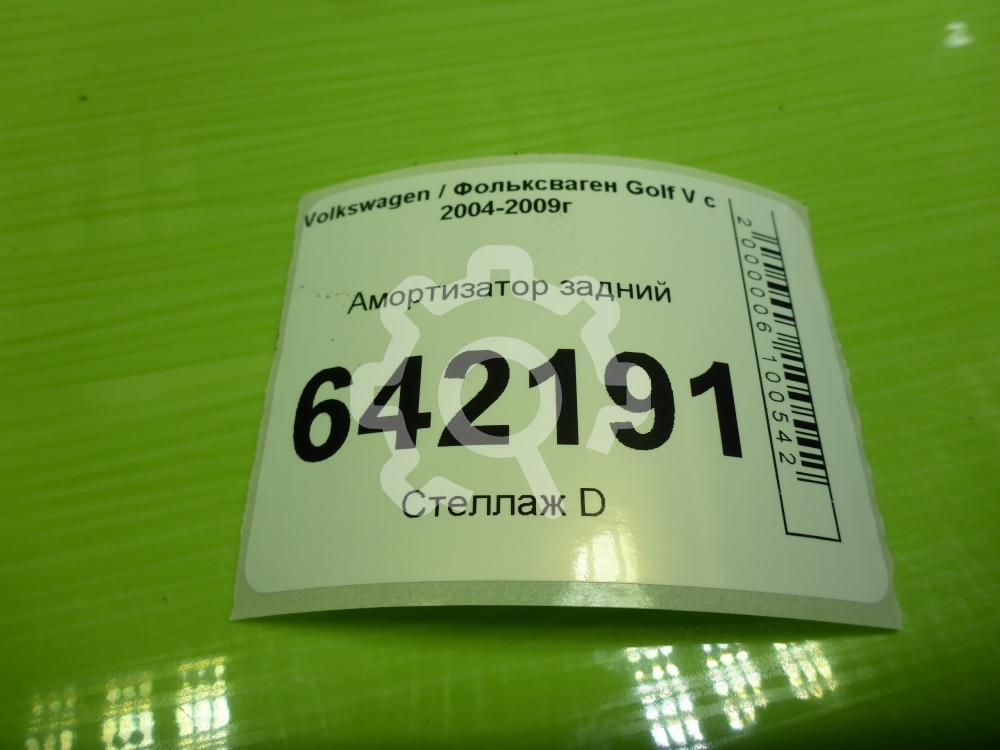 Volkswagen / Фольксваген Golf V с
2004-2009г
Амортизатор задний
642191
Стеллаж D
2000006100542